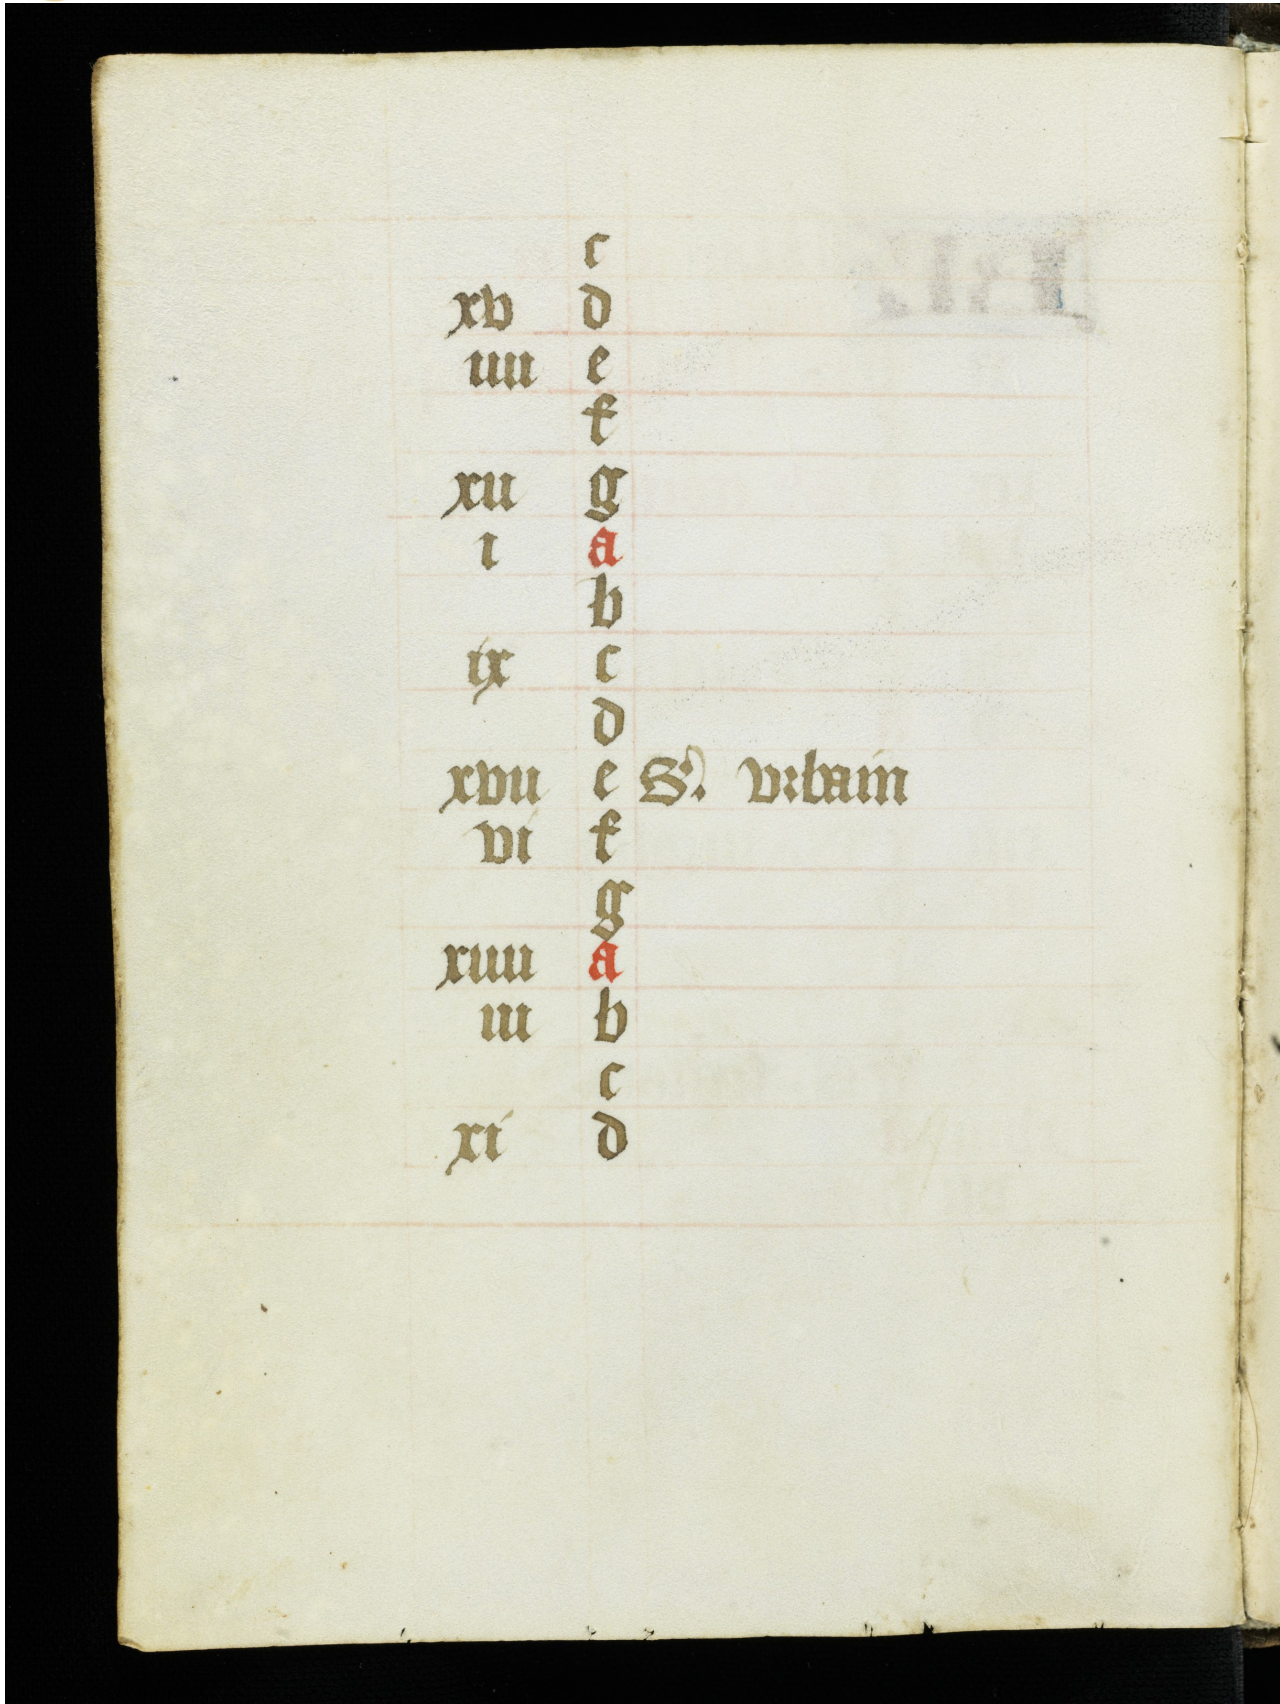 c
xv d
iiii e
f
xii g
i a
b
ix c
d
xvii e S'. vrbain
vi f
g
xiiii a
iii b
c
xi d